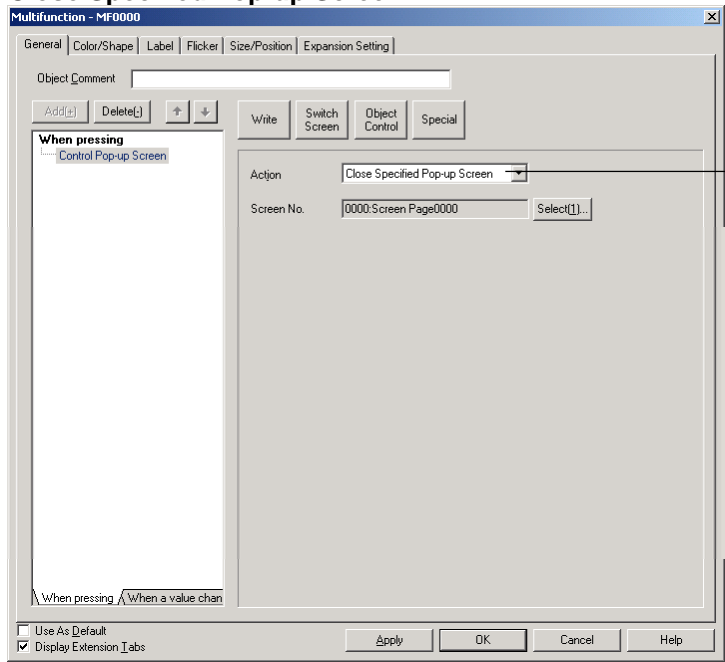 Multifunction - MF0000
General Color/Shape Label Flicker Size/Position Expansion Setting
Object Comment
Add(+) Delete(-)
Write Switch Screen Object Control Special
When pressing
Control Pop-up Screen
Action Close Specified Pop-up Screen
Screen No. 0000:Screen Page0000 Select(1)...
When pressing When a value chan
Use As Default
Display Extension Tabs
Apply OK Cancel Help